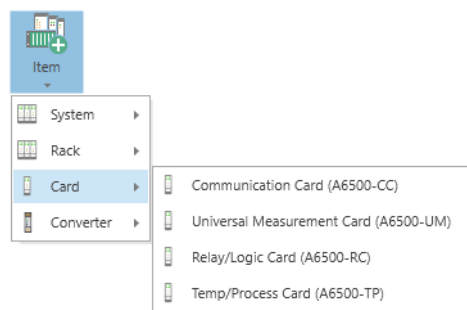 Item
System
Rack
Card
Converter
Communication Card (A6500-CC)
Universal Measurement Card (A6500-UM)
Relay/Logic Card (A6500-RC)
Temp/Process Card (A6500-TP)